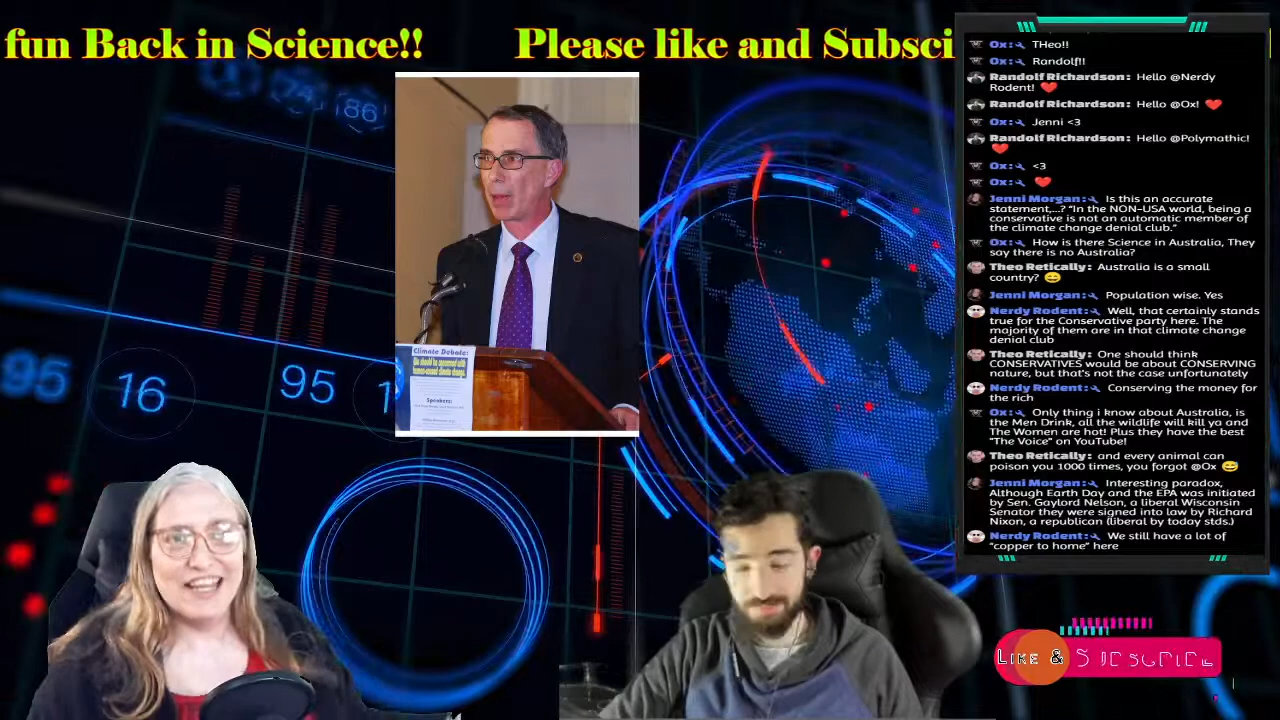 fun Back in Science!! Please like and Subsci
74
86
95
16
95
1
Climate Debate:
Speakers:
Ox: THeo!!
Ox: Randolf!!
Randolf Richardson: Hello @Nerdy
Rodent! ❤️
Randolf Richardson: Hello @Ox! ❤️
Ox: Jenni <3
Randolf Richardson: Hello @Polymathic!
❤️
Ox: <3
Ox: ❤️
Jenni Morgan: Is this an accurate
statement,..? "In the NON-USA world, being a
conservative is not an automatic member of
the climate change denial club."
Ox: How is there Science in Australia, They
say there is no Australia?
Theo Retically: Australia is a small
country? 😅
Jenni Morgan: Population wise. Yes
Nerdy Rodent: Well, that certainly stands
true for the Conservative party here. The
majority of them are in that climate change
denial club
Theo Retically: One should think
CONSERVATIVES would be about CONSERVING
nature, but that's not the case unfortunately
Nerdy Rodent: Conserving the money for
the rich
Ox: Only thing i know about Australia, is
the Men Drink, all the wildlife will kill ya and
The Women are hot! Plus they have the best
"The Voice" on YouTube!
Theo Retically: and every animal can
poison you 1000 times, you forgot @Ox 😅
Jenni Morgan: Interesting paradox,
Although Earth Day and the EPA was initiated
by Sen. Gaylord Nelson, a liberal Wisconsin
Senator they were signed into law by Richard
Nixon, a republican (liberal by today stds.)
Nerdy Rodent: We still have a lot of
"copper to home" here
LIKE &